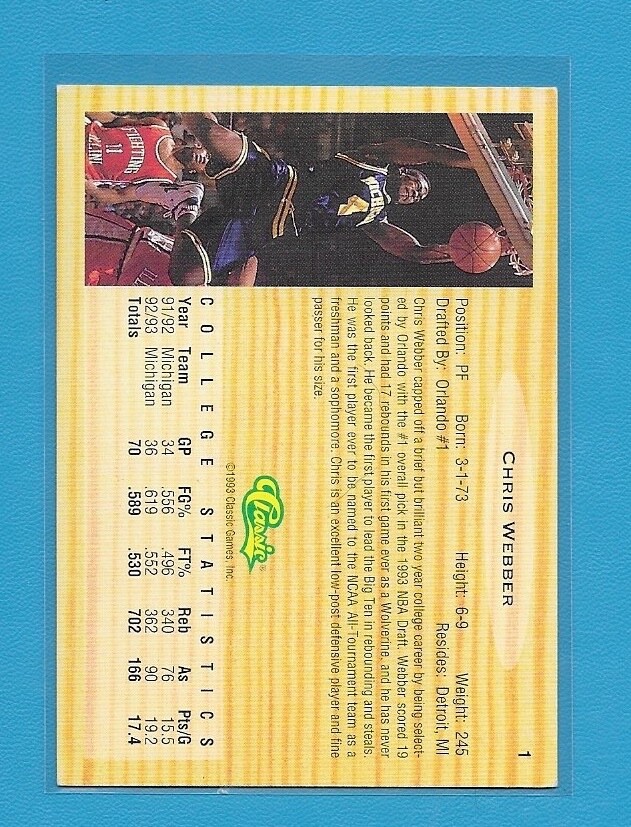 1
CHRIS WEBBER
Position: PF Born: 3-1-73 Height: 6-9 Weight: 245
Drafted By: Orlando #1 Resides: Detroit, MI
Chris Webber capped off a brief but brilliant two year college career by being select-
ed by Orlando with the #1 overall pick in the 1993 NBA Draft. Webber scored 19
points and had 17 rebounds in his first game ever as a Wolverine, and he has never
looked back. He became the first player to lead the Big Ten in rebounding and steals.
He was the first player ever to be named to the NCAA All-Tournament team as a
freshman and a sophomore. Chris is an excellent low-post defensive player and fine
passer for his size.
Classic®
©1993 Classic Games, Inc.
COLLEGE STATISTICS
Year Team GP FG% FT% Reb As Pts/G
91/92 Michigan 34 .556 .496 340 76 15.5
92/93 Michigan 36 .619 .552 362 90 19.2
Totals 70 .589 .530 702 166 17.4
FIGHTING
ILLINI
11
MICHIGAN
4